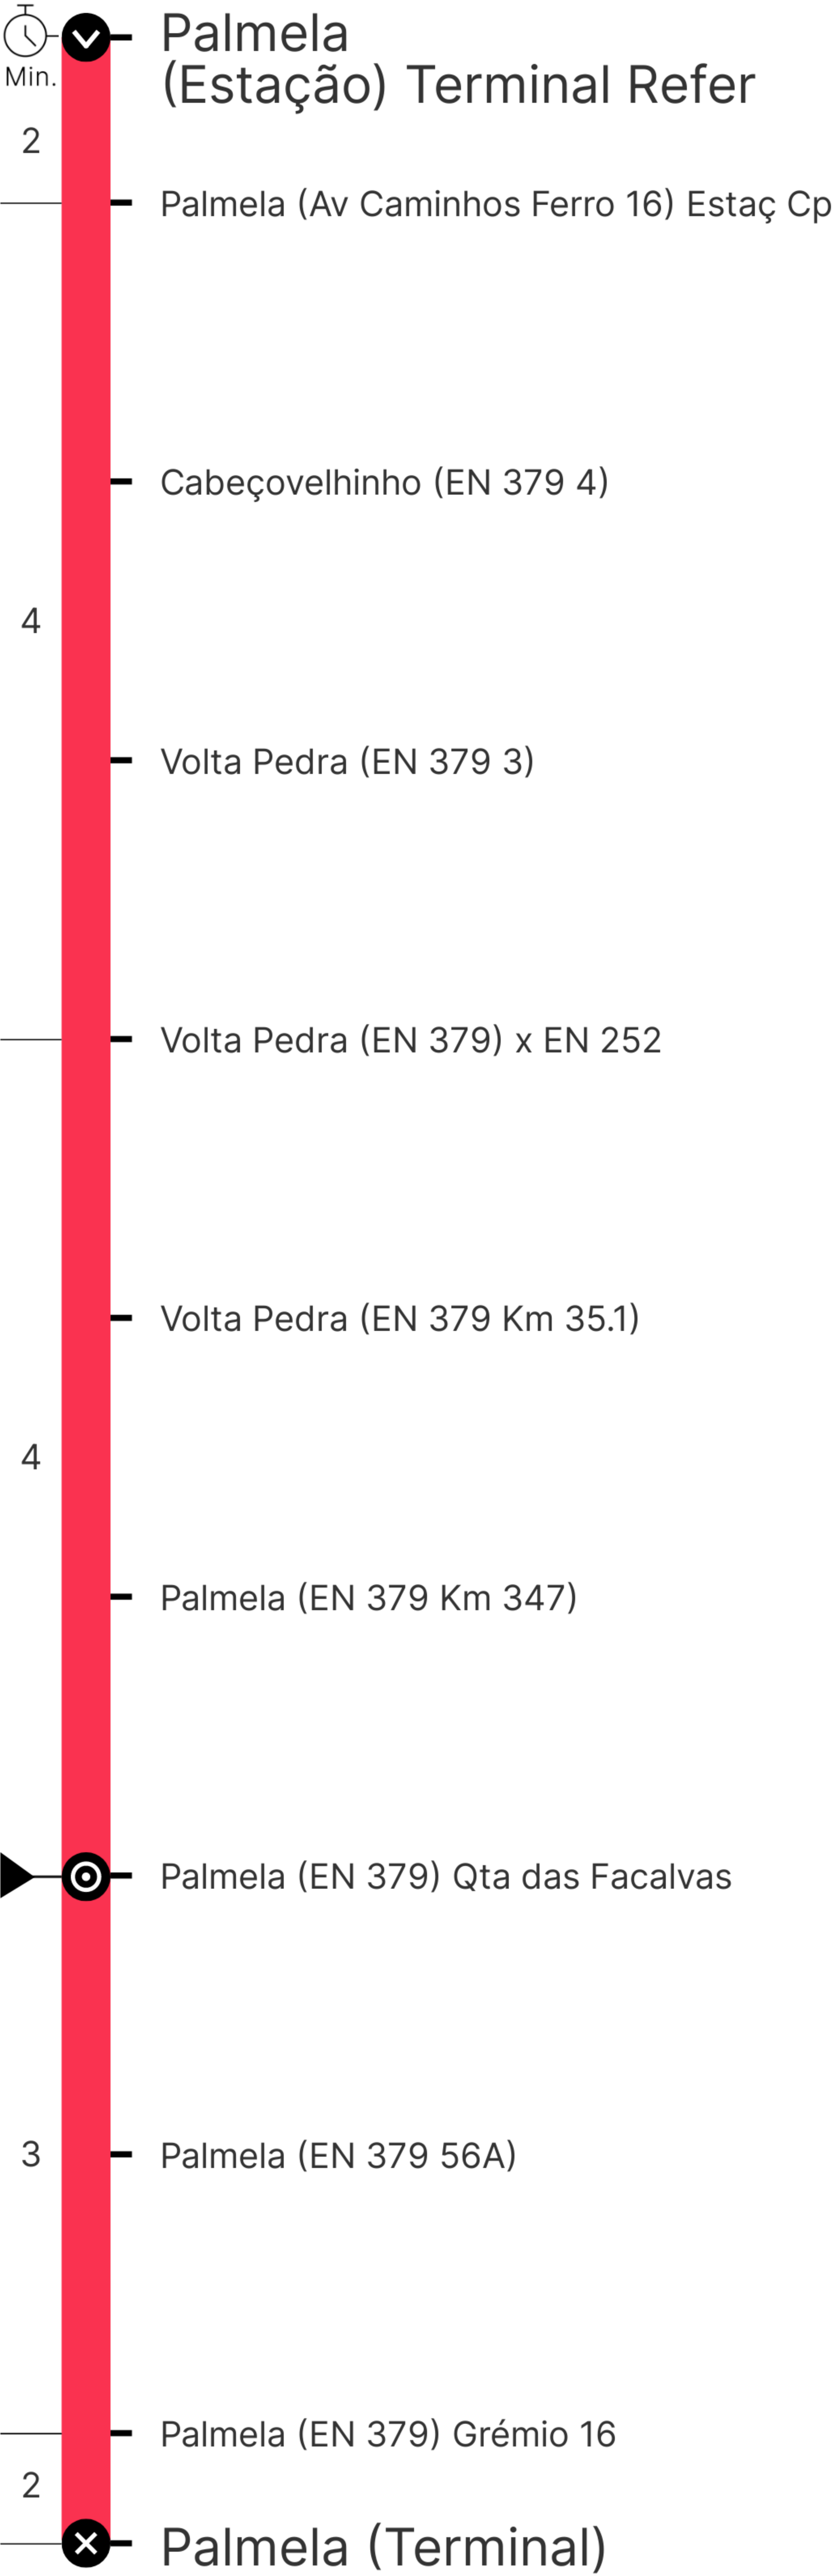 Palmela
(Estação) Terminal Refer
Min.
2
Palmela (Av Caminhos Ferro 16) Estaç Cp
Cabeçovelhinho (EN 379 4)
4
Volta Pedra (EN 379 3)
Volta Pedra (EN 379) x EN 252
Volta Pedra (EN 379 Km 35.1)
4
Palmela (EN 379 Km 347)
Palmela (EN 379) Qta das Facalvas
3
Palmela (EN 379 56A)
Palmela (EN 379) Grémio 16
2
Palmela (Terminal)